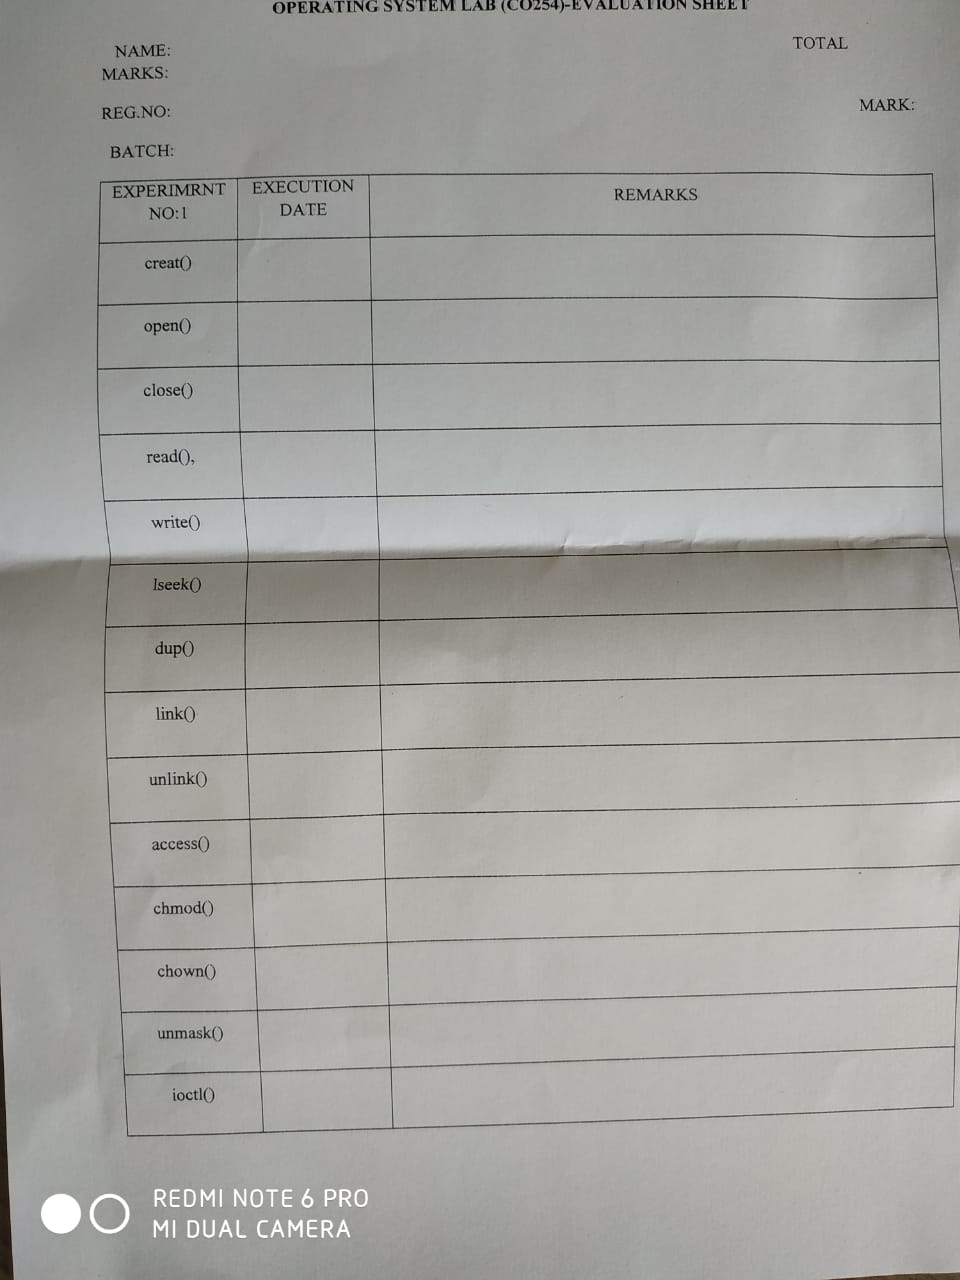 OPERATING SYSTEM LAB (CO254)-EVALUATION SHEET
NAME: TOTAL
MARKS:
REG.NO: MARK:
BATCH:
EXPERIMRNT NO:1 EXECUTION DATE REMARKS
creat()
open()
close()
read(),
write()
lseek()
dup()
link()
unlink()
access()
chmod()
chown()
unmask()
ioctl()
REDMI NOTE 6 PRO
MI DUAL CAMERA